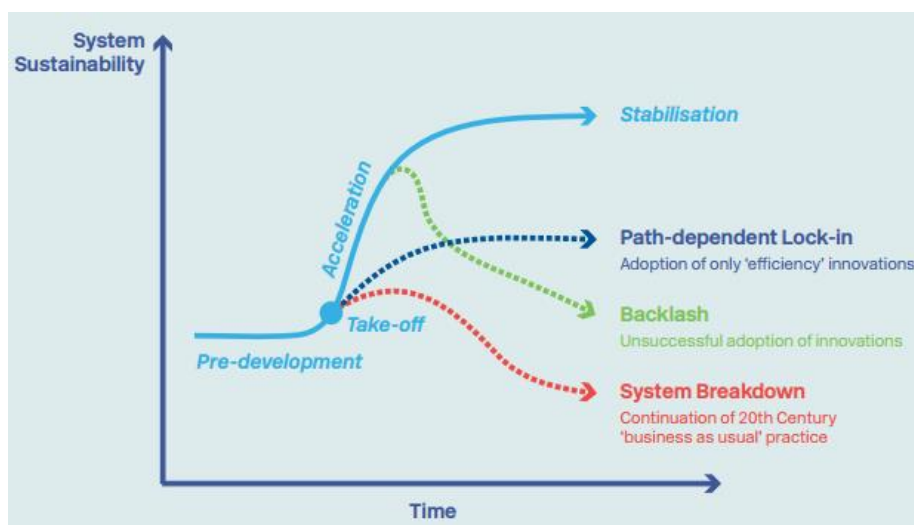 System
Sustainability
Stabilisation
Acceleration
Path-dependent Lock-in
Adoption of only ‘efficiency’ innovations
Backlash
Unsuccessful adoption of innovations
Take-off
Pre-development
System Breakdown
Continuation of 20th Century
‘business as usual’ practice
Time